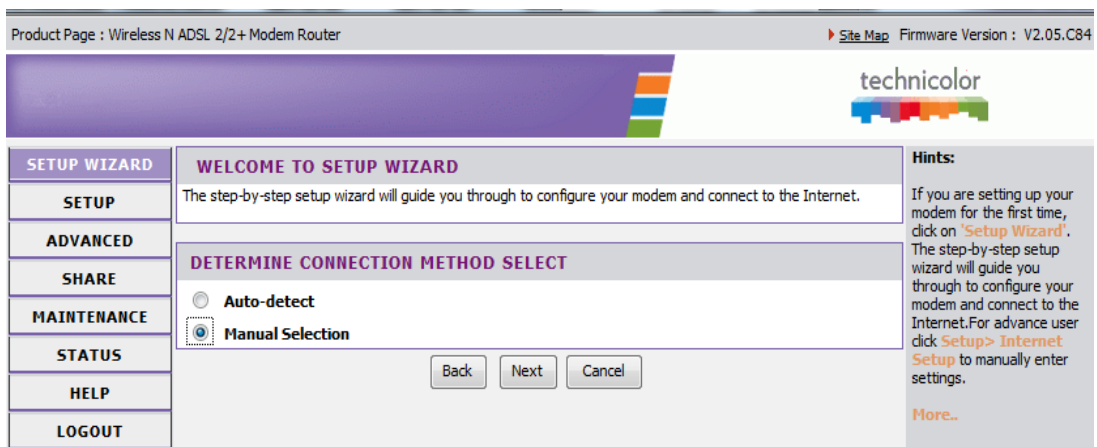 Product Page : Wireless N ADSL 2/2+ Modem Router
Site Map Firmware Version : V2.05.C84
technicolor
SETUP WIZARD
SETUP
ADVANCED
SHARE
MAINTENANCE
STATUS
HELP
LOGOUT
WELCOME TO SETUP WIZARD
The step-by-step setup wizard will guide you through to configure your modem and connect to the Internet.
DETERMINE CONNECTION METHOD SELECT
Auto-detect
Manual Selection
Back Next Cancel
Hints:
If you are setting up your
modem for the first time,
click on 'Setup Wizard'.
The step-by-step setup
wizard will guide you
through to configure your
modem and connect to the
Internet.For advance user
click Setup> Internet
Setup to manually enter
settings.
More..